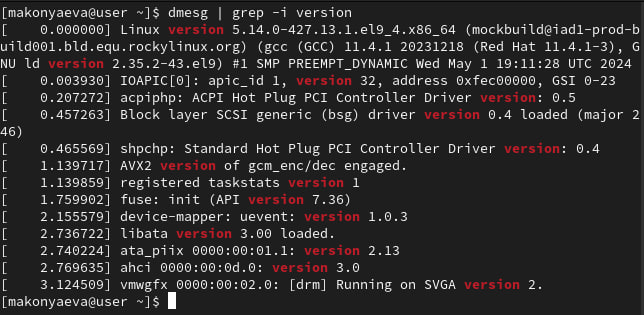 [makonyaeva@user ~]$ dmesg | grep -i version
[    0.000000] Linux version 5.14.0-427.13.1.el9_4.x86_64 (mockbuild@iad1-prod-b
uild001.bld.equ.rockylinux.org) (gcc (GCC) 11.4.1 20231218 (Red Hat 11.4.1-3), G
NU ld version 2.35.2-43.el9) #1 SMP PREEMPT_DYNAMIC Wed May 1 19:11:28 UTC 2024
[    0.003930] IOAPIC[0]: apic_id 1, version 32, address 0xfec00000, GSI 0-23
[    0.207272] acpiphp: ACPI Hot Plug PCI Controller Driver version: 0.5
[    0.457263] Block layer SCSI generic (bsg) driver version 0.4 loaded (major 2
46)
[    0.465569] shpchp: Standard Hot Plug PCI Controller Driver version: 0.4
[    1.139717] AVX2 version of gcm_enc/dec engaged.
[    1.139859] registered taskstats version 1
[    1.759902] fuse: init (API version 7.36)
[    2.155579] device-mapper: uevent: version 1.0.3
[    2.736722] libata version 3.00 loaded.
[    2.740224] ata_piix 0000:00:01.1: version 2.13
[    2.769635] ahci 0000:00:0d.0: version 3.0
[    3.124509] vmwgfx 0000:00:02.0: [drm] Running on SVGA version 2.
[makonyaeva@user ~]$